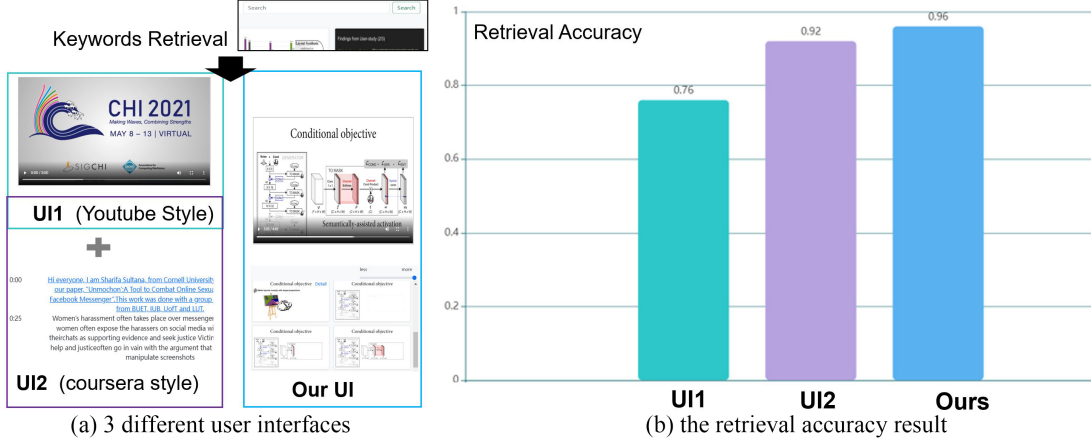 Keywords Retrieval
Search
Search
Findings from user-study (2/3)
CHI 2021
Making Waves, Combining Strengths
MAY 8 – 13 | VIRTUAL
SIGCHI
UI1 (Youtube Style)
0:00 Hi everyone, I am Sharifa Sultana, from Cornell University
our paper, "Unmochon':A Tool to Combat Online Sexu
Facebook Messenger".This work was done with a group
from BUET, IUB, UofT and LUT.
0:25 Women's harassment often takes place over messenger
women often expose the harassers on social media wi
theirchats as supporting evidence and seek justice Victin
help and justiceoften go in vain with the argument that
manipulate screenshots
UI2 (coursera style)
Conditional objective
TO MASK
Semantically-assisted activation
less more
Conditional objective Detail
Conditional objective
Conditional objective
Conditional objective
Our UI
(a) 3 different user interfaces
Retrieval Accuracy
1
0.8
0.6
0.4
0.2
0
0.76
0.92
0.96
UI1
UI2
Ours
(b) the retrieval accuracy result